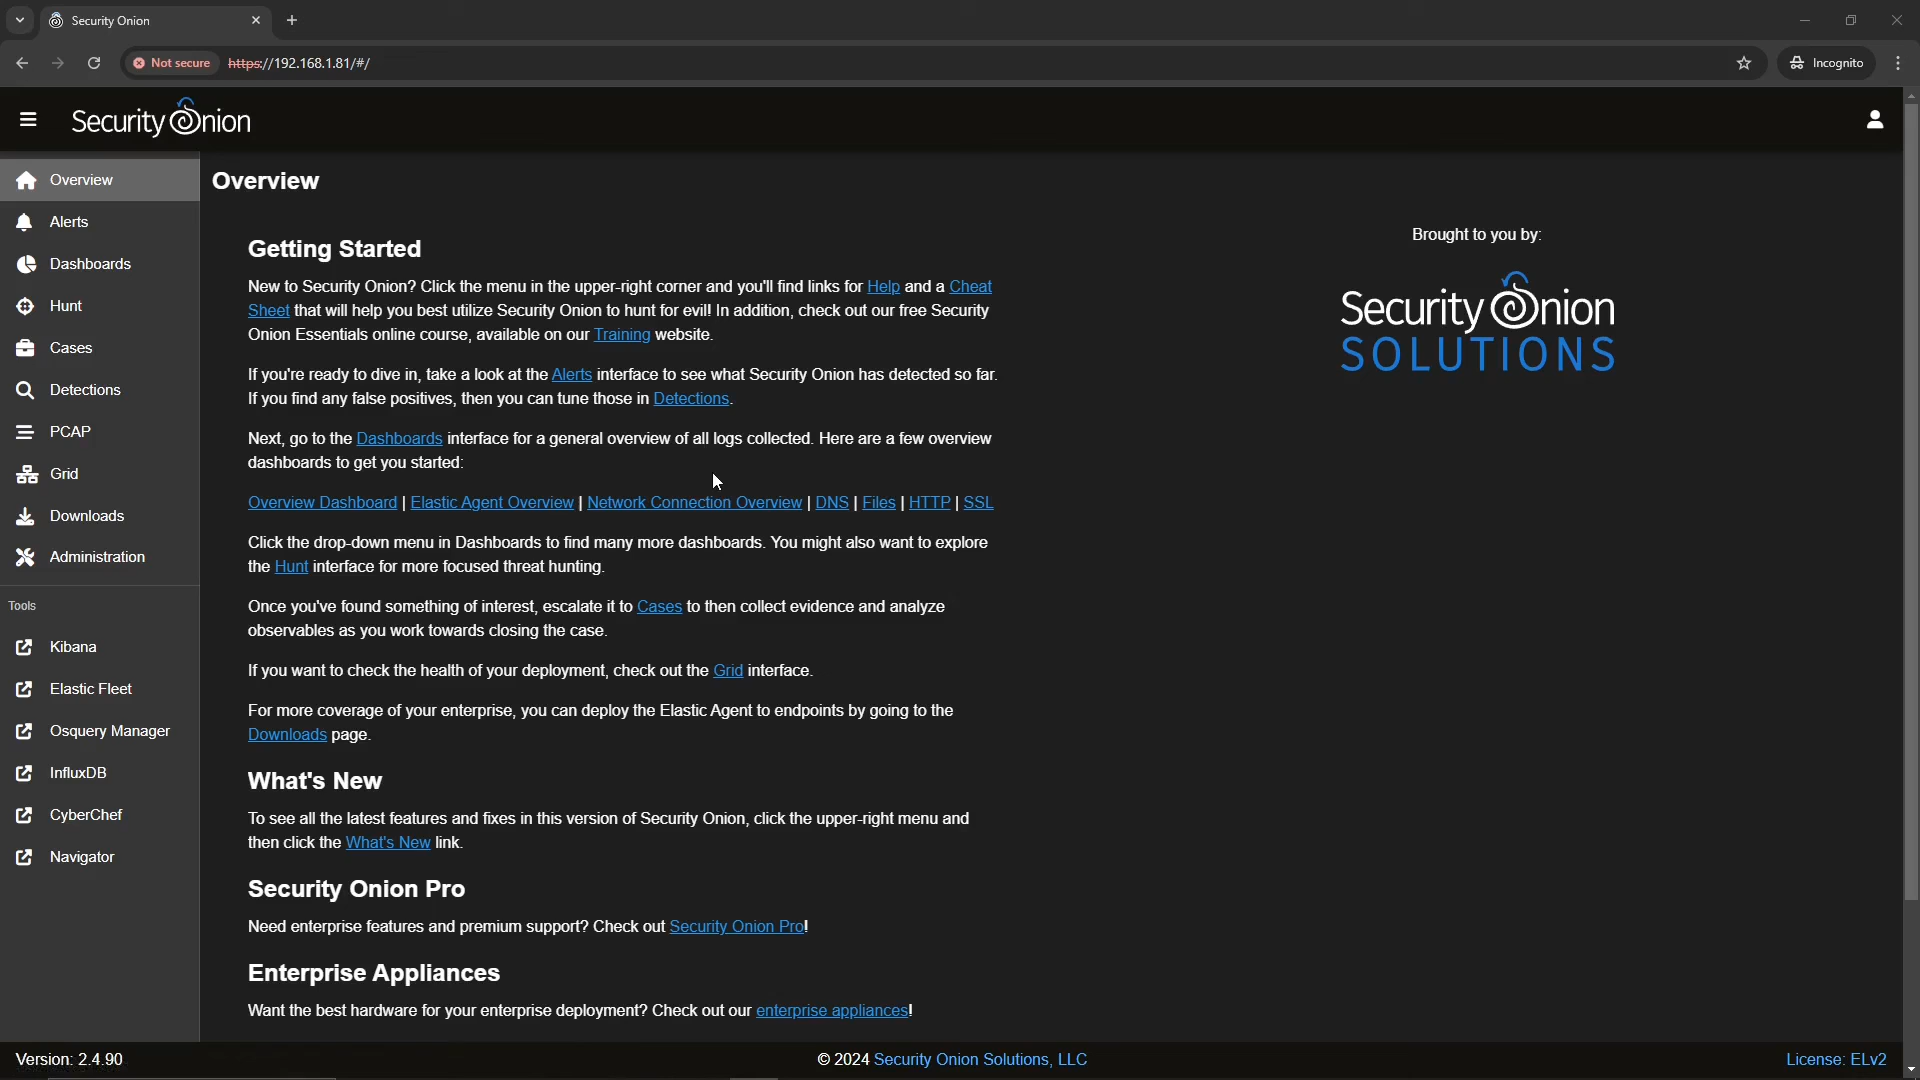 Security Onion
Not secure https://192.168.1.81/#/ Incognito
Security Onion
Overview
Alerts
Dashboards
Hunt
Cases
Detections
PCAP
Grid
Downloads
Administration
Tools
Kibana
Elastic Fleet
Osquery Manager
InfluxDB
CyberChef
Navigator
Overview
Getting Started
New to Security Onion? Click the menu in the upper-right corner and you'll find links for Help and a Cheat
Sheet that will help you best utilize Security Onion to hunt for evil! In addition, check out our free Security
Onion Essentials online course, available on our Training website.
If you're ready to dive in, take a look at the Alerts interface to see what Security Onion has detected so far.
If you find any false positives, then you can tune those in Detections.
Next, go to the Dashboards interface for a general overview of all logs collected. Here are a few overview
dashboards to get you started:
Overview Dashboard | Elastic Agent Overview | Network Connection Overview | DNS | Files | HTTP | SSL
Click the drop-down menu in Dashboards to find many more dashboards. You might also want to explore
the Hunt interface for more focused threat hunting.
Once you've found something of interest, escalate it to Cases to then collect evidence and analyze
observables as you work towards closing the case.
If you want to check the health of your deployment, check out the Grid interface.
For more coverage of your enterprise, you can deploy the Elastic Agent to endpoints by going to the
Downloads page.
What's New
To see all the latest features and fixes in this version of Security Onion, click the upper-right menu and
then click the What's New link.
Security Onion Pro
Need enterprise features and premium support? Check out Security Onion Pro!
Enterprise Appliances
Want the best hardware for your enterprise deployment? Check out our enterprise appliances!
Brought to you by:
Security Onion
SOLUTIONS
Version: 2.4.90
© 2024 Security Onion Solutions, LLC
License: ELv2